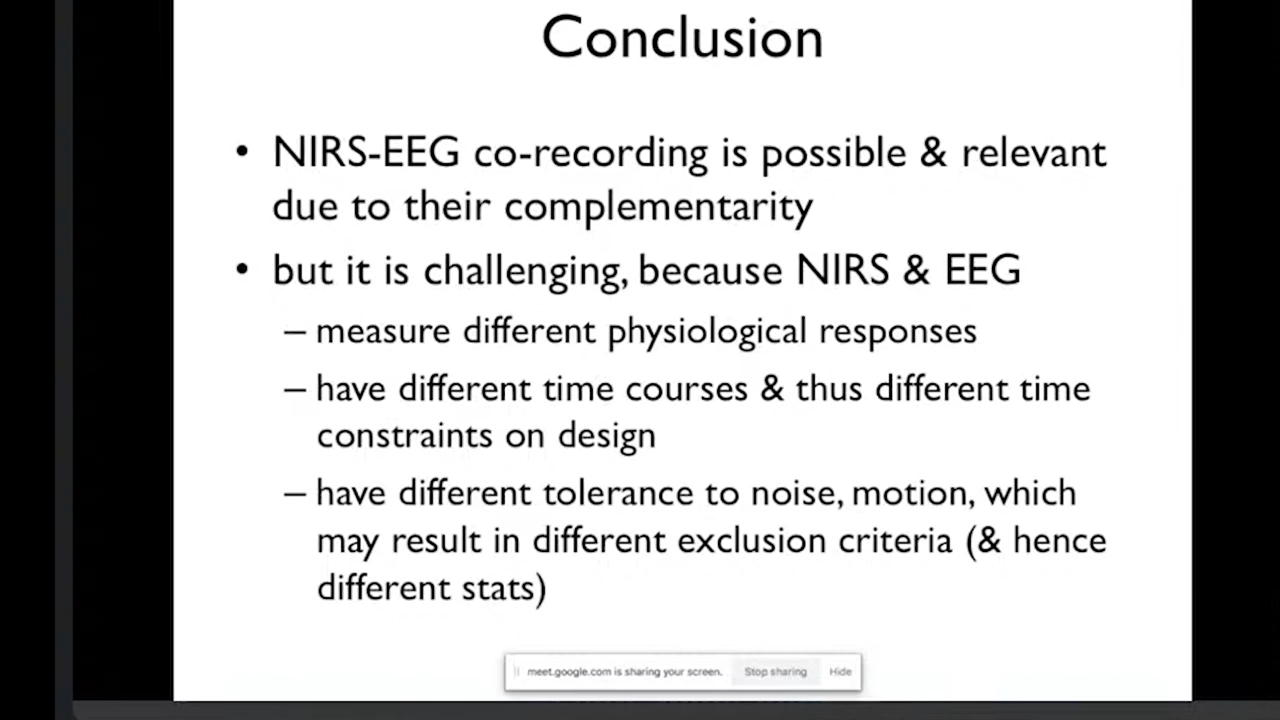 Conclusion
• NIRS-EEG co-recording is possible & relevant
due to their complementarity
• but it is challenging, because NIRS & EEG
– measure different physiological responses
– have different time courses & thus different time
constraints on design
– have different tolerance to noise, motion, which
may result in different exclusion criteria (& hence
different stats)
meet.google.com is sharing your screen. Stop sharing Hide